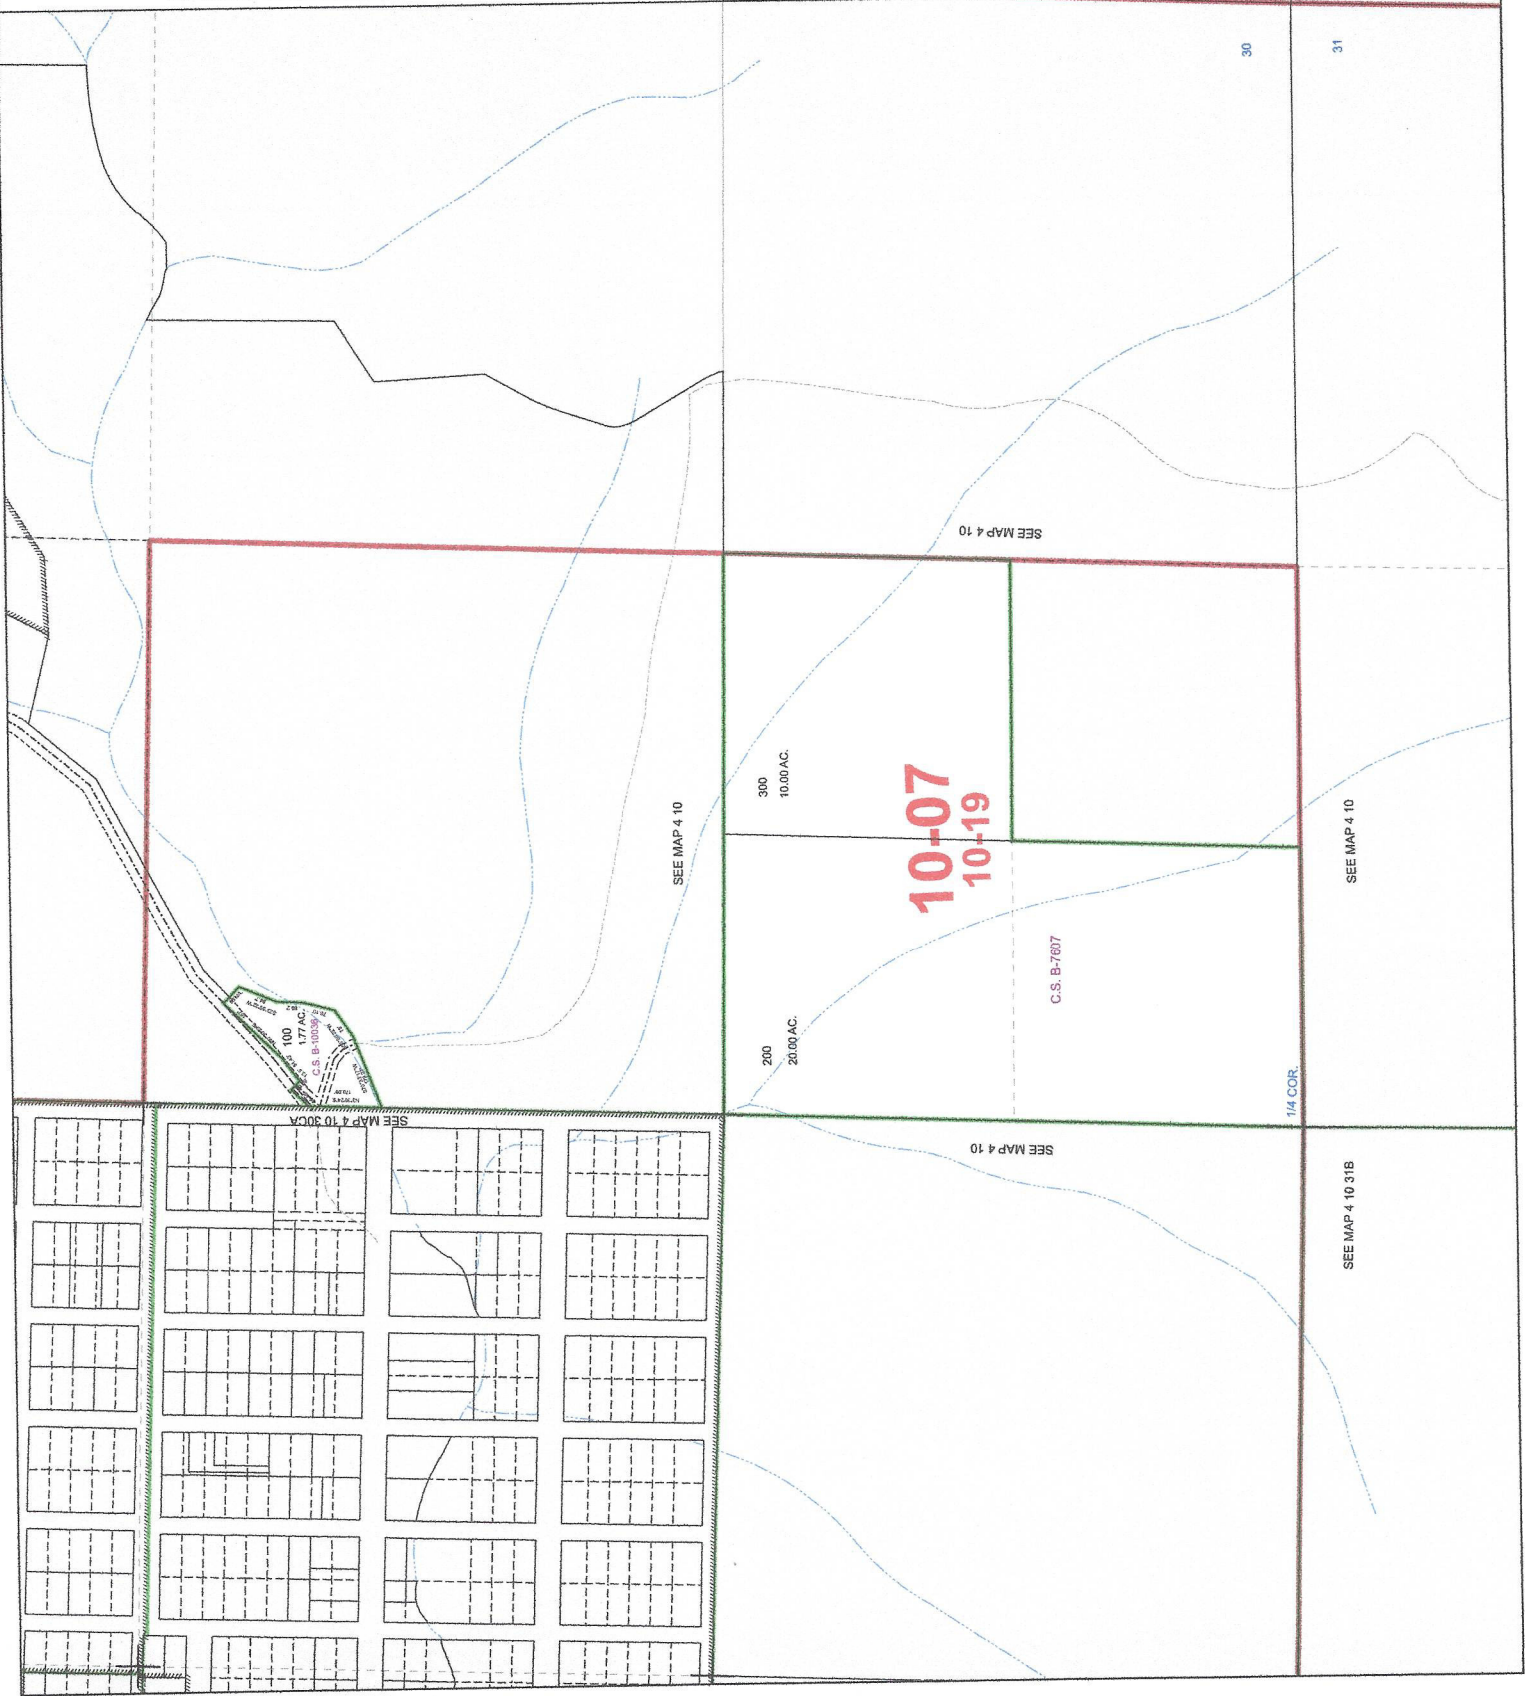 30
31
SEE MAP 4 10
SEE MAP 4 10
300
10.00 AC.
10-07
10-19
SEE MAP 4 10
100
1.77 AC.
C.S. B-10036
170.09'
SEE MAP 4 10 30CA
C.S. B-7607
200
20.00 AC.
1/4 COR.
SEE MAP 4 10
SEE MAP 4 10 31B